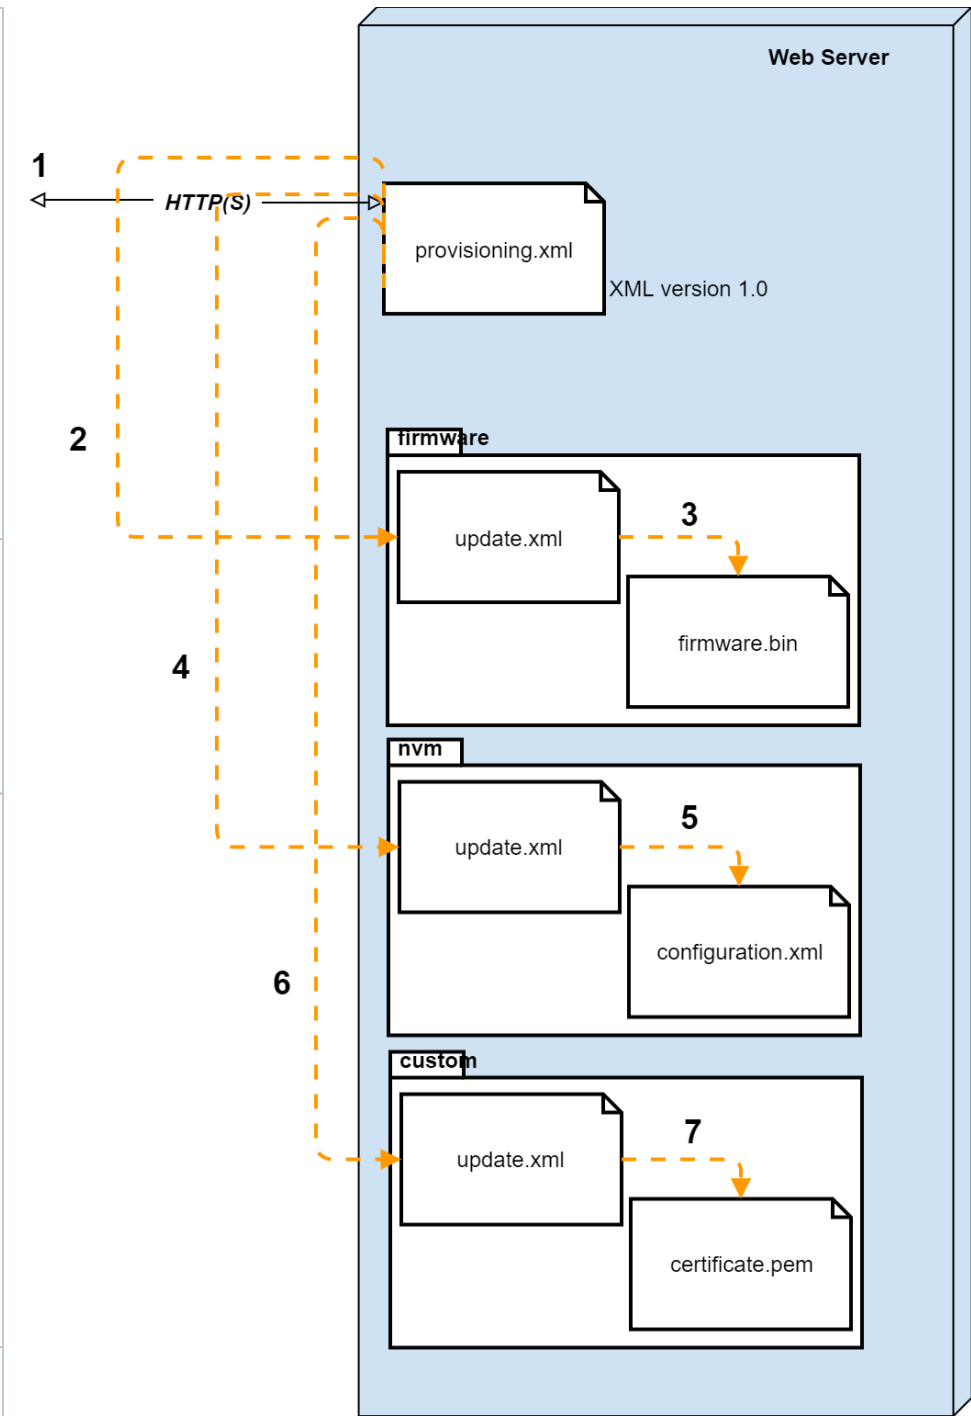 Web Server
1
HTTP(S)
provisioning.xml
XML version 1.0
2
firmware
update.xml
3
firmware.bin
4
nvm
update.xml
5
configuration.xml
6
custom
update.xml
7
certificate.pem